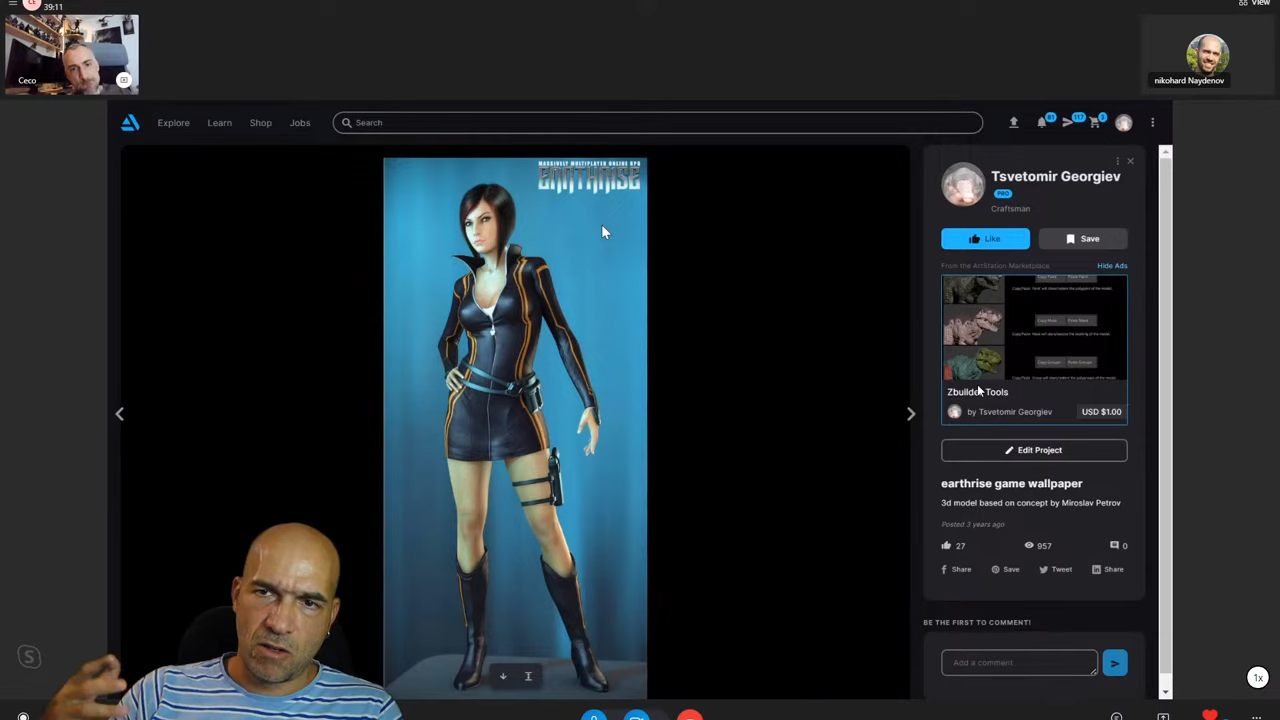 39:11
View
Ceco
nikohard Naydenov
Explore
Learn
Shop
Jobs
Search
81
117
3
MASSIVELY MULTIPLAYER ONLINE RPG
EARTHRISE
Tsvetomir Georgiev
PRO
Craftsman
Like
Save
From the ArtStation Marketplace
Hide Ads
Zbuilder Tools
by Tsvetomir Georgiev
USD $1.00
Edit Project
earthrise game wallpaper
3d model based on concept by Miroslav Petrov
Posted 3 years ago
27
957
0
Share
Save
Tweet
Share
BE THE FIRST TO COMMENT!
Add a comment
1x